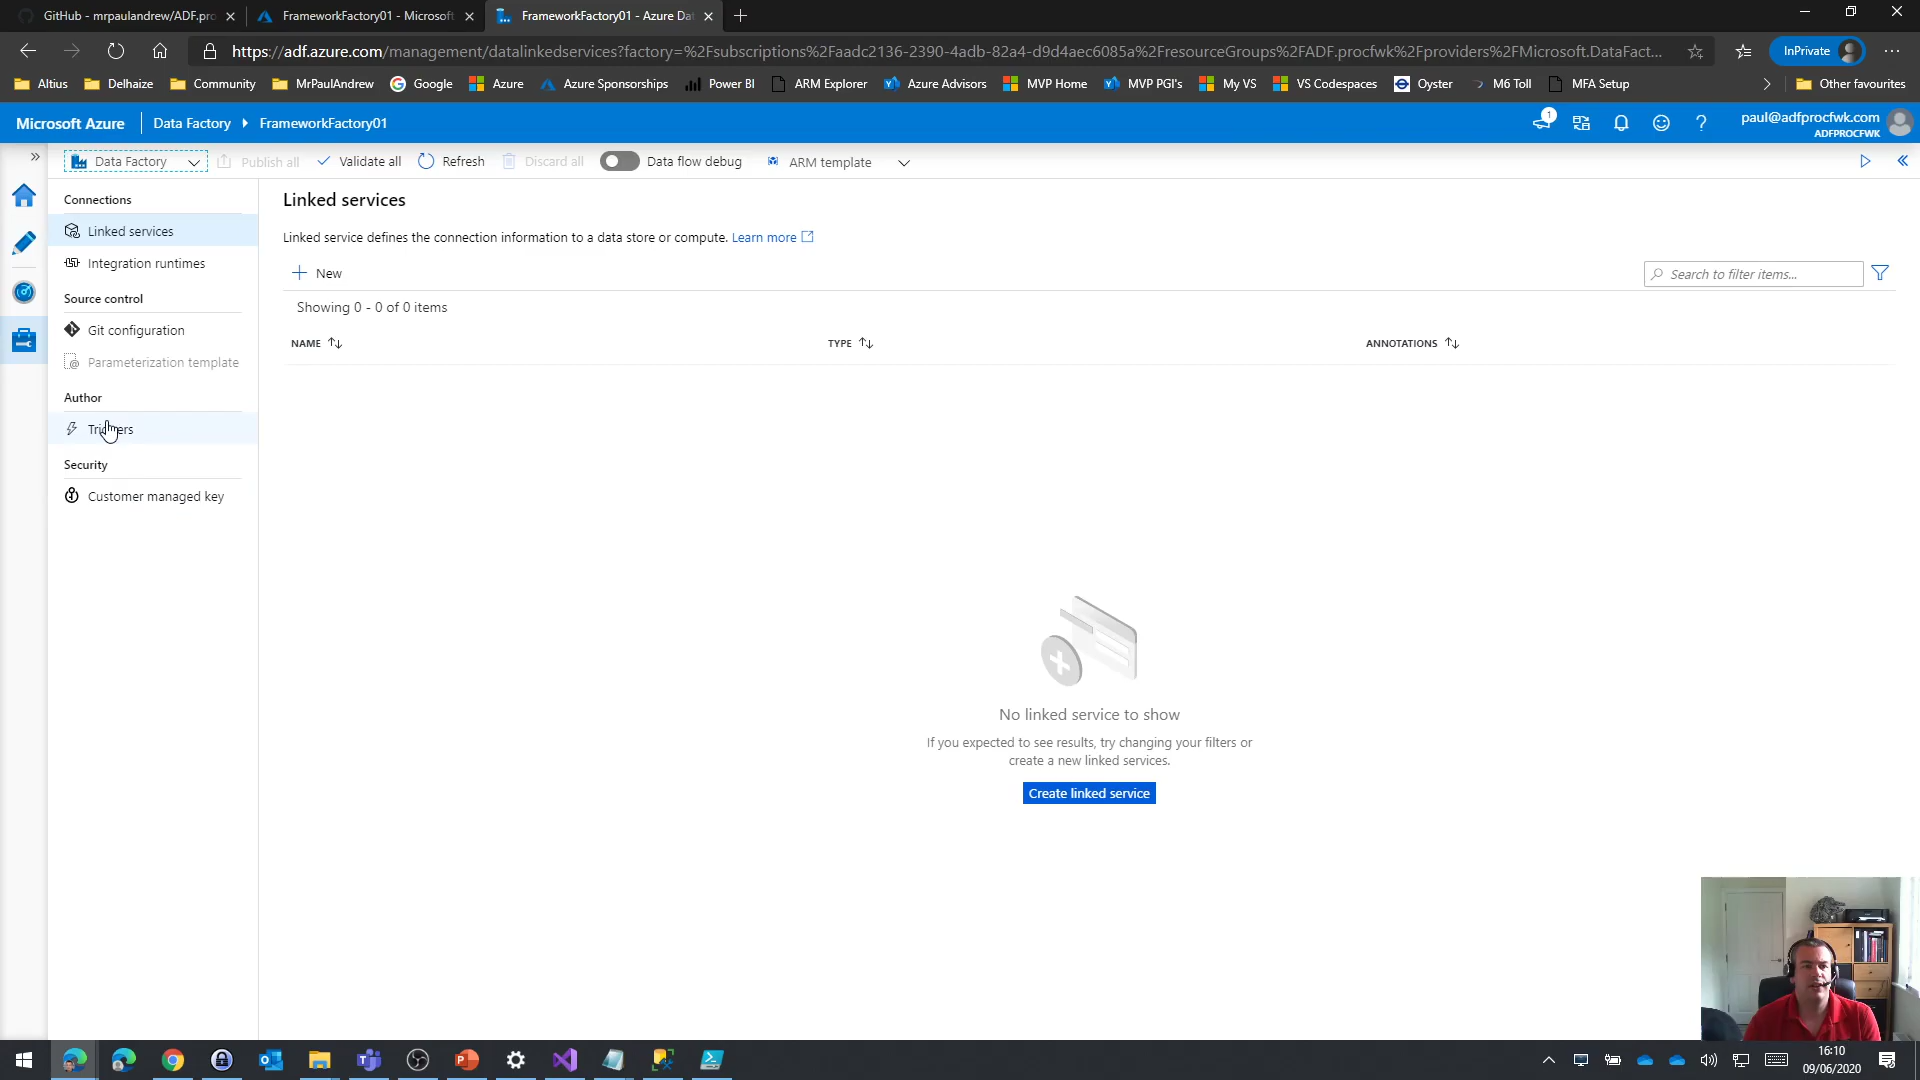 GitHub - mrpaulandrew/ADF.pro
FrameworkFactory01 - Microsoft
FrameworkFactory01 - Azure Dat
https://adf.azure.com/management/datalinkedservices?factory=%2Fsubscriptions%2Faadc2136-2390-4adb-82a4-d9d4aec6085a%2FresourceGroups%2FADF.procfwk%2Fproviders%2FMicrosoft.DataFact...
InPrivate
Altius
Delhaize
Community
MrPaulAndrew
Google
Azure
Azure Sponsorships
Power BI
ARM Explorer
Azure Advisors
MVP Home
MVP PGI's
My VS
VS Codespaces
Oyster
M6 Toll
MFA Setup
Other favourites
Microsoft Azure
Data Factory
FrameworkFactory01
1
paul@adfprocfwk.com
ADFPROCFWK
Data Factory
Publish all
Validate all
Refresh
Discard all
Data flow debug
ARM template
Connections
Linked services
Integration runtimes
Source control
Git configuration
Parameterization template
Author
Triggers
Security
Customer managed key
Linked services
Linked service defines the connection information to a data store or compute. Learn more
New
Search to filter items...
Showing 0 - 0 of 0 items
NAME
TYPE
ANNOTATIONS
No linked service to show
If you expected to see results, try changing your filters or
create a new linked services.
Create linked service
16:10
09/06/2020